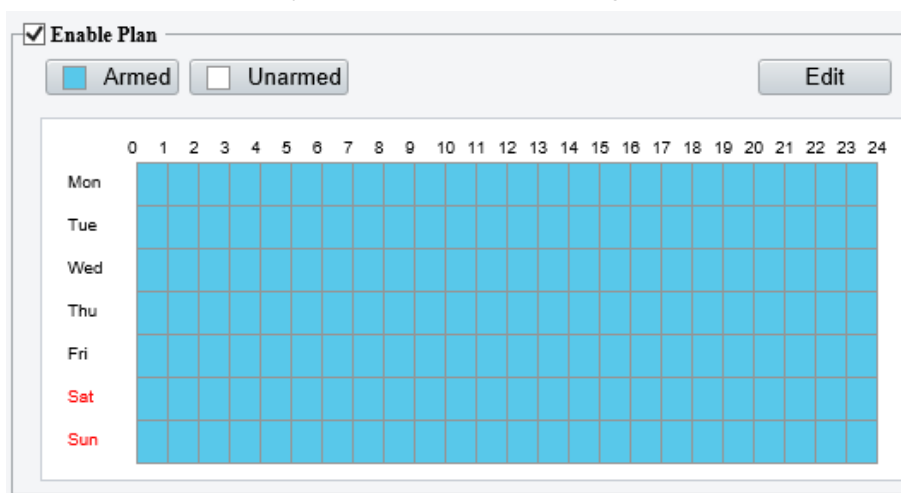 Enable Plan
Armed Unarmed Edit
0 1 2 3 4 5 6 7 8 9 10 11 12 13 14 15 16 17 18 19 20 21 22 23 24
Mon
Tue
Wed
Thu
Fri
Sat
Sun